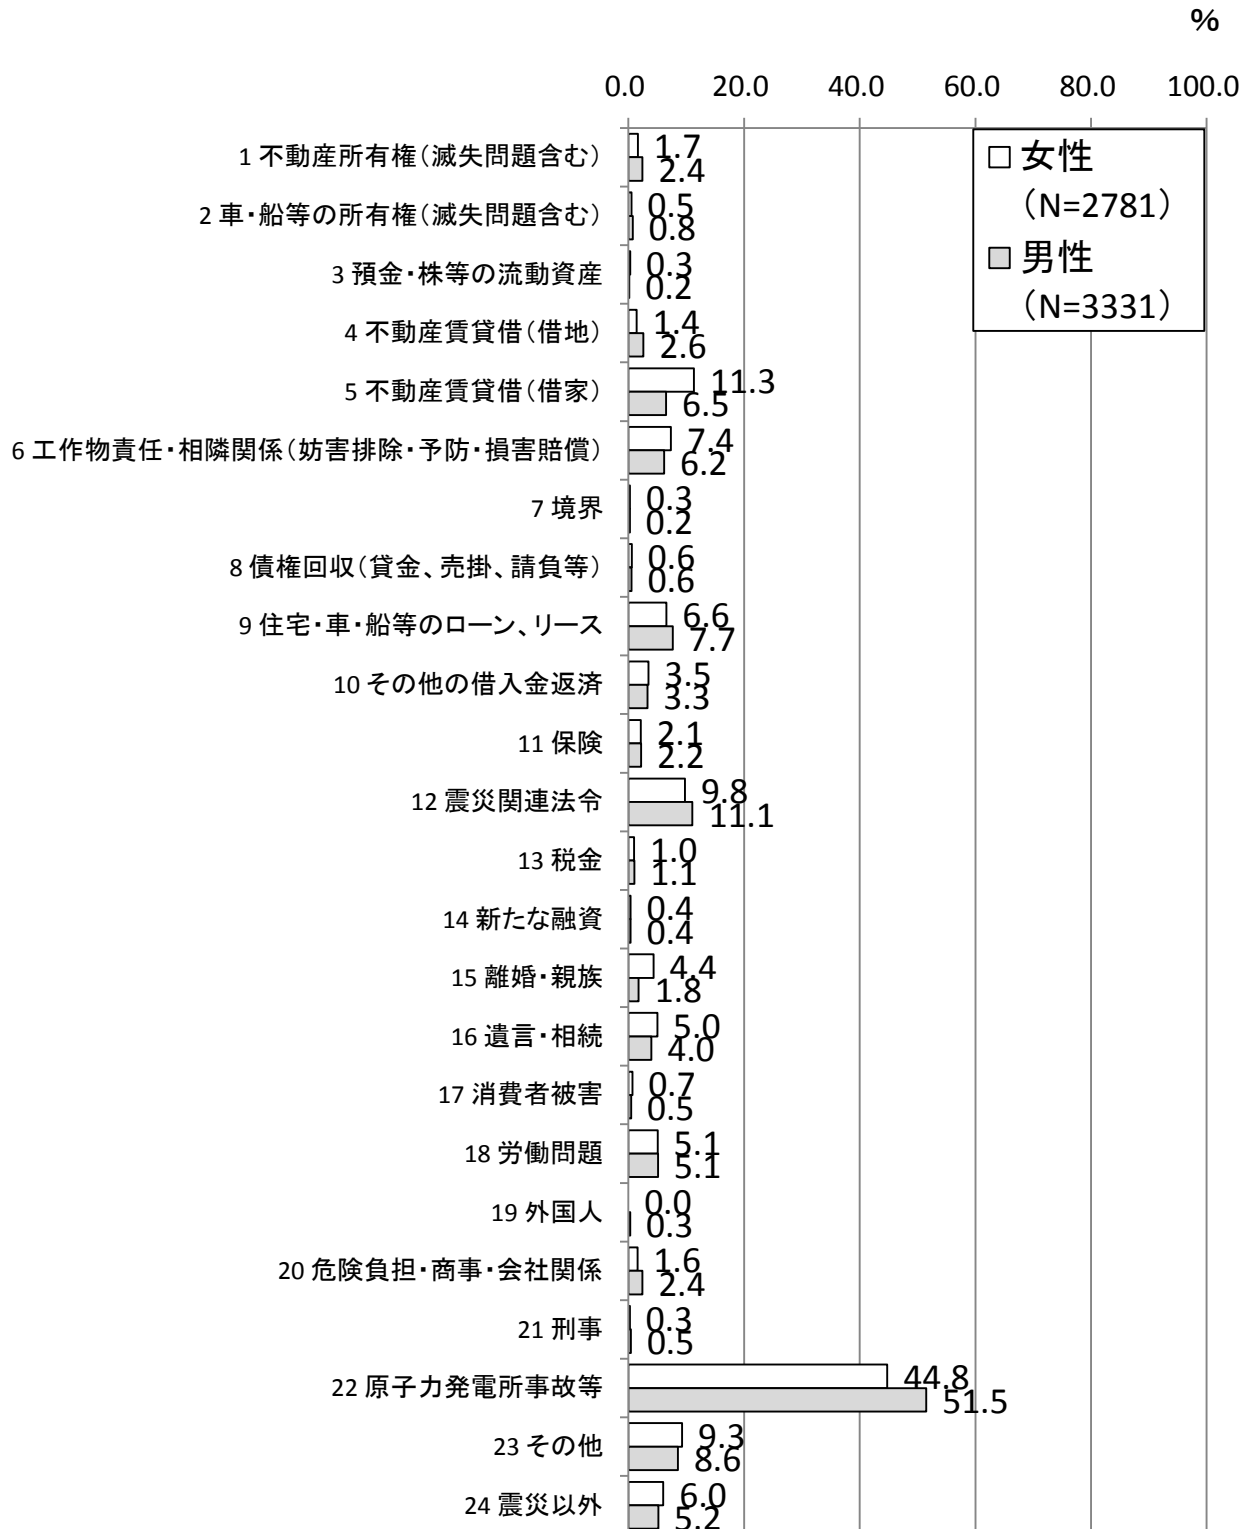 %
0.0 20.0 40.0 60.0 80.0 100.0
女性
（N=2781）
男性
（N=3331）
1 不動産所有権（滅失問題含む） 1.7 2.4
2 車・船等の所有権（滅失問題含む） 0.5 0.8
3 預金・株等の流動資産 0.3 0.2
4 不動産賃貸借（借地） 1.4 2.6
5 不動産賃貸借（借家） 11.3 6.5
6 工作物責任・相隣関係（妨害排除・予防・損害賠償） 7.4 6.2
7 境界 0.3 0.2
8 債権回収（貸金、売掛、請負等） 0.6 0.6
9 住宅・車・船等のローン、リース 6.6 7.7
10 その他の借入金返済 3.5 3.3
11 保険 2.1 2.2
12 震災関連法令 9.8 11.1
13 税金 1.0 1.1
14 新たな融資 0.4 0.4
15 離婚・親族 4.4 1.8
16 遺言・相続 5.0 4.0
17 消費者被害 0.7 0.5
18 労働問題 5.1 5.1
19 外国人 0.0 0.3
20 危険負担・商事・会社関係 1.6 2.4
21 刑事 0.3 0.5
22 原子力発電所事故等 44.8 51.5
23 その他 9.3 8.6
24 震災以外 6.0 5.2